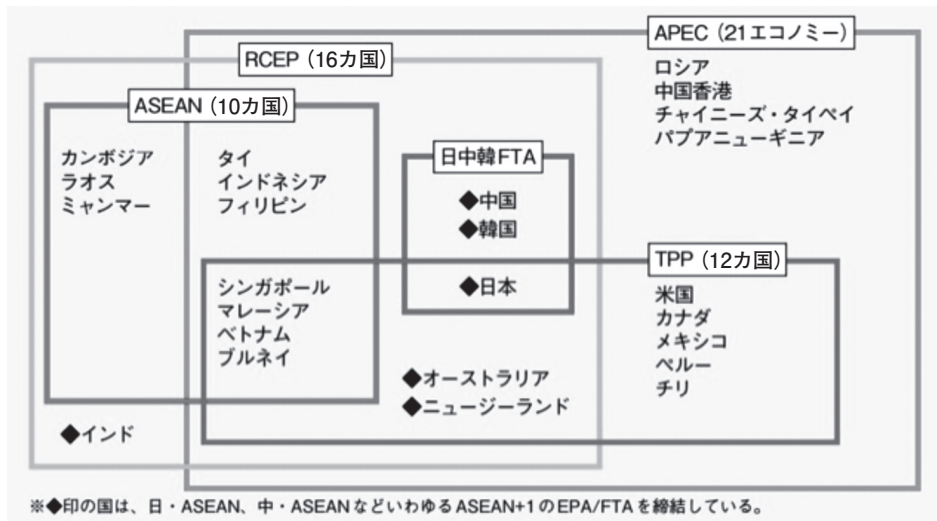 APEC（21エコノミー）
ロシア
中国香港
チャイニーズ・タイペイ
パプアニューギニア
RCEP（16カ国）
ASEAN（10カ国）
カンボジア
ラオス
ミャンマー
タイ
インドネシア
フィリピン
日中韓FTA
◆中国
◆韓国
◆日本
TPP（12カ国）
米国
カナダ
メキシコ
ペルー
チリ
シンガポール
マレーシア
ベトナム
ブルネイ
◆オーストラリア
◆ニュージーランド
◆インド
※◆印の国は、日・ASEAN、中・ASEANなどいわゆるASEAN+1のEPA/FTAを締結している。